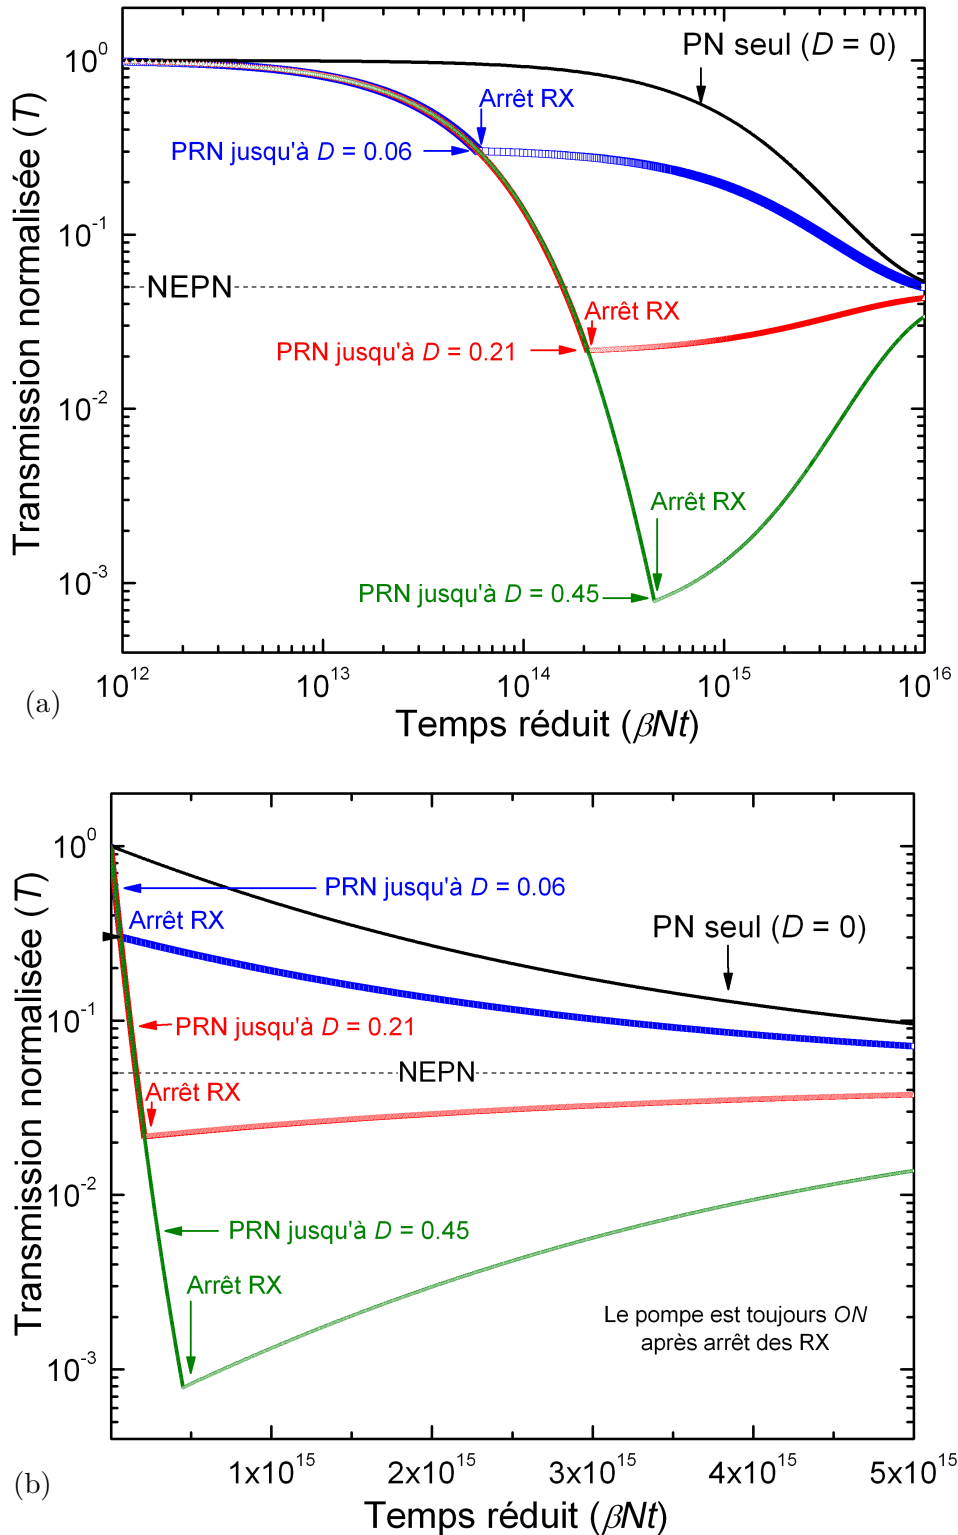 10^0
PN seul (D = 0)
Arrêt RX
PRN jusqu'à D = 0.06
10^-1
NEPN
Arrêt RX
PRN jusqu'à D = 0.21
10^-2
Arrêt RX
10^-3
PRN jusqu'à D = 0.45
Transmission normalisée (T)
10^12
10^13
10^14
10^15
10^16
(a)
Temps réduit (βNt)
10^0
PRN jusqu'à D = 0.06
Arrêt RX
PN seul (D = 0)
10^-1
PRN jusqu'à D = 0.21
NEPN
Arrêt RX
10^-2
PRN jusqu'à D = 0.45
Arrêt RX
Le pompe est toujours ON
après arrêt des RX
10^-3
Transmission normalisée (T)
1x10^15
2x10^15
3x10^15
4x10^15
5x10^15
(b)
Temps réduit (βNt)